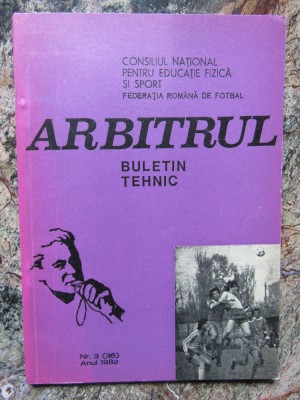 CONSILIUL NAȚIONAL
PENTRU EDUCAȚIE FIZICĂ
ȘI SPORT
FEDERAȚIA ROMÂNĂ DE FOTBAL
ARBITRUL
BULETIN
TEHNIC
Nr. 3 (36)
Anul 1982